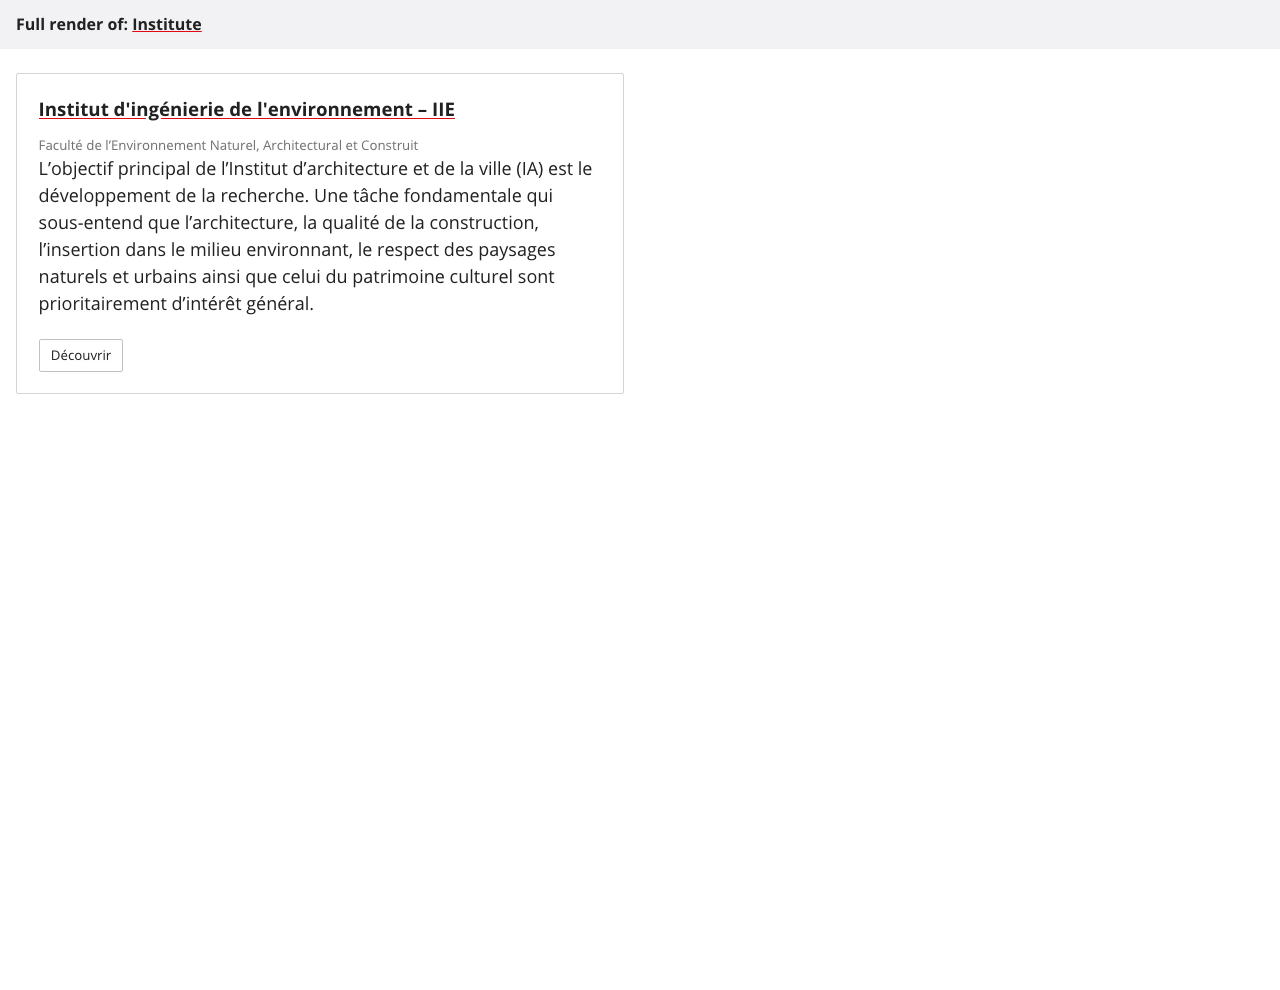 Full render of: Institute
Institut d'ingénierie de l'environnement – IIE
Faculté de l’Environnement Naturel, Architectural et Construit
L’objectif principal de l’Institut d’architecture et de la ville (IA) est le
développement de la recherche. Une tâche fondamentale qui
sous-entend que l’architecture, la qualité de la construction,
l’insertion dans le milieu environnant, le respect des paysages
naturels et urbains ainsi que celui du patrimoine culturel sont
prioritairement d’intérêt général.
Découvrir